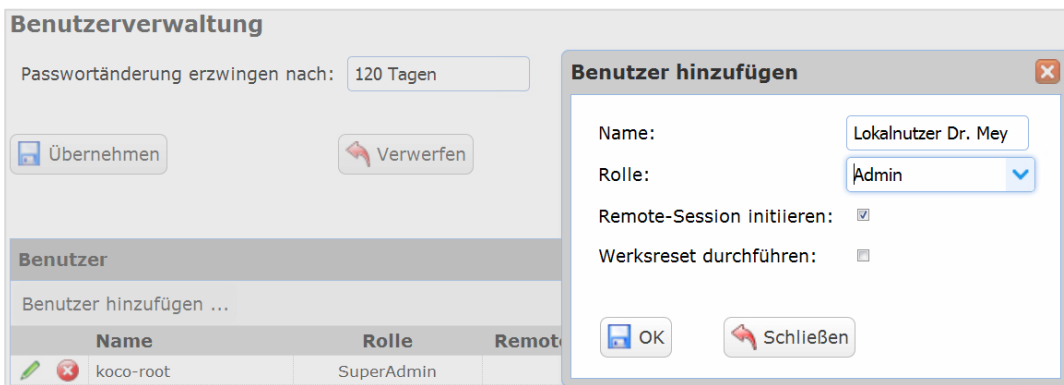 Benutzerverwaltung
Passwortänderung erzwingen nach: 120 Tagen
Übernehmen Verwerfen
Benutzer
Benutzer hinzufügen ...
Name Rolle Remot
koco-root SuperAdmin
Benutzer hinzufügen
Name: Lokalnutzer Dr. Mey
Rolle: Admin
Remote-Session initiieren:
Werksreset durchführen:
OK Schließen